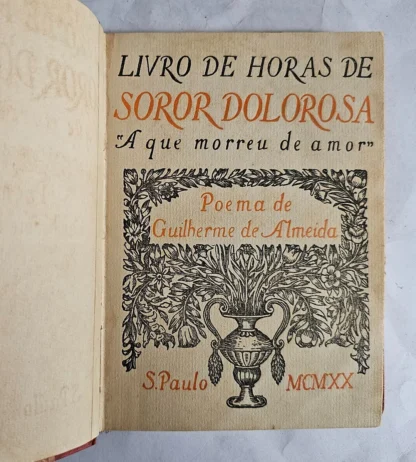 LIVRO DE HORAS DE
SOROR DOLOROSA
"A que morreu de amor"
Poema de
Guilherme de Almeida
S. Paulo MCMXX